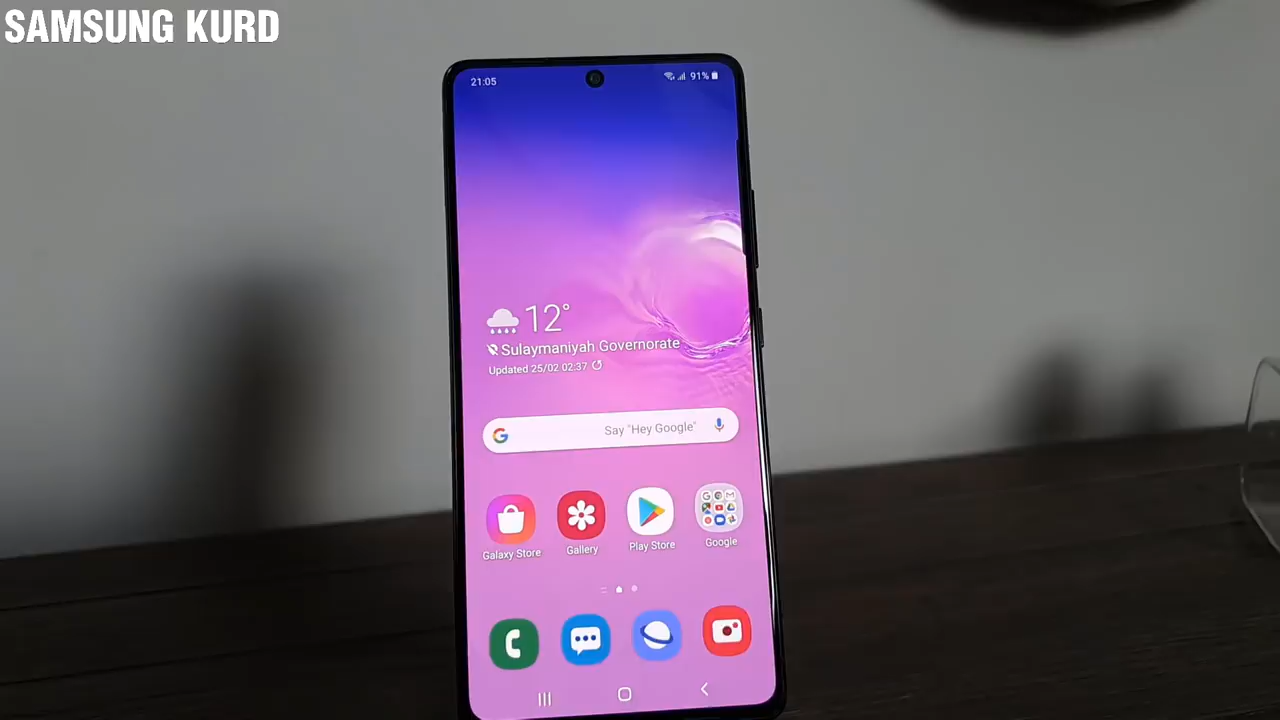 SAMSUNG KURD
21:05
91%
12°
Sulaymaniyah Governorate
Updated 25/02 02:37
G Say "Hey Google"
Galaxy Store Gallery Play Store Google